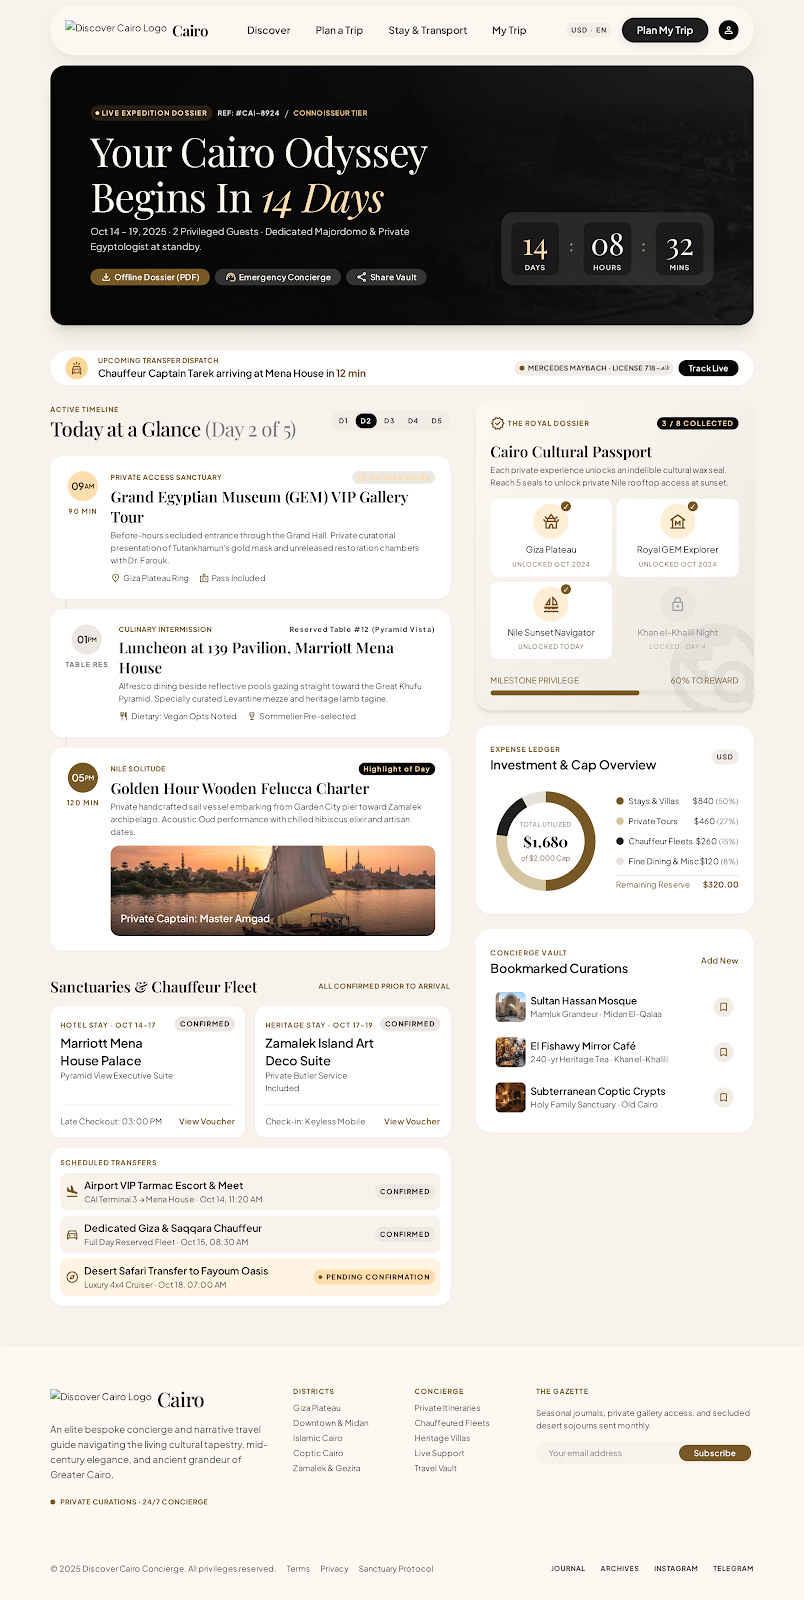 Discover Cairo Logo Cairo
Discover Plan a Trip Stay & Transport My Trip
USD · EN
Plan My Trip
LIVE EXPEDITION DOSSIER REF: #CAI-8924 / CONNOISSEUR TIER
Your Cairo Odyssey
Begins In 14 Days
Oct 14 – 19, 2025 · 2 Privileged Guests · Dedicated Majordomo & Private
Egyptologist at standby.
Offline Dossier (PDF) Emergency Concierge Share Vault
14 : 08 : 32
DAYS HOURS MINS
UPCOMING TRANSFER DISPATCH
Chauffeur Captain Tarek arriving at Mena House in 12 min
MERCEDES MAYBACH · LICENSE 718-
Track Live
ACTIVE TIMELINE
Today at a Glance (Day 2 of 5)
D1 D2 D3 D4 D5
09AM
90 MIN
PRIVATE ACCESS SANCTUARY
Curated Guide
Grand Egyptian Museum (GEM) VIP Gallery
Tour
Before-hours secluded entrance through the Grand Hall. Private curatorial
presentation of Tutankhamun's gold mask and unreleased restoration chambers
with Dr. Farouk.
Giza Plateau Ring Pass Included
01PM
TABLE RES
CULINARY INTERMISSION
Reserved Table #12 (Pyramid Vista)
Luncheon at 139 Pavilion, Marriott Mena
House
Alfresco dining beside reflective pools gazing straight toward the Great Khufu
Pyramid. Specially curated Levantine mezze and heritage lamb tagine.
Dietary: Vegan Opts Noted Sommelier Pre-selected
05PM
120 MIN
NILE SOLITUDE
Highlight of Day
Golden Hour Wooden Felucca Charter
Private handcrafted sail vessel embarking from Garden City pier toward Zamalek
archipelago. Acoustic Oud performance with chilled hibiscus elixir and artisan
dates.
Private Captain: Master Amgad
Sanctuaries & Chauffeur Fleet
ALL CONFIRMED PRIOR TO ARRIVAL
HOTEL STAY · OCT 14–17
CONFIRMED
Marriott Mena
House Palace
Pyramid View Executive Suite
Late Checkout: 03:00 PM View Voucher
HERITAGE STAY · OCT 17–19
CONFIRMED
Zamalek Island Art
Deco Suite
Private Butler Service
Included
Check-in: Keyless Mobile View Voucher
SCHEDULED TRANSFERS
Airport VIP Tarmac Escort & Meet
CAI Terminal 3 → Mena House · Oct 14, 11:20 AM
CONFIRMED
Dedicated Giza & Saqqara Chauffeur
Full Day Reserved Fleet · Oct 15, 08:30 AM
CONFIRMED
Desert Safari Transfer to Fayoum Oasis
Luxury 4x4 Cruiser · Oct 18, 07:00 AM
PENDING CONFIRMATION
THE ROYAL DOSSIER
3 / 8 COLLECTED
Cairo Cultural Passport
Each private experience unlocks an indelible cultural wax seal.
Reach 5 seals to unlock private Nile rooftop access at sunset.
Giza Plateau
UNLOCKED OCT 2024
Royal GEM Explorer
UNLOCKED OCT 2024
Nile Sunset Navigator
UNLOCKED TODAY
Khan el-Khalili Night
LOCKED · DAY 4
MILESTONE PRIVILEGE 60% TO REWARD
EXPENSE LEDGER
Investment & Cap Overview
USD
TOTAL UTILIZED
$1,680
of $2,000 Cap
Stays & Villas $840 (50%)
Private Tours $460 (27%)
Chauffeur Fleets $260 (15%)
Fine Dining & Misc $120 (8%)
Remaining Reserve $320.00
CONCIERGE VAULT
Bookmarked Curations
Add New
Sultan Hassan Mosque
Mamluk Grandeur · Midan El-Qalaa
El Fishawy Mirror Café
240-yr Heritage Tea · Khan el-Khalili
Subterranean Coptic Crypts
Holy Family Sanctuary · Old Cairo
Discover Cairo Logo Cairo
An elite bespoke concierge and narrative travel
guide navigating the living cultural tapestry, mid-
century elegance, and ancient grandeur of
Greater Cairo.
PRIVATE CURATIONS · 24/7 CONCIERGE
DISTRICTS
Giza Plateau
Downtown & Midan
Islamic Cairo
Coptic Cairo
Zamalek & Gezira
CONCIERGE
Private Itineraries
Chauffeured Fleets
Heritage Villas
Live Support
Travel Vault
THE GAZETTE
Seasonal journals, private gallery access, and secluded
desert sojourns sent monthly.
Your email address Subscribe
© 2025 Discover Cairo Concierge. All privileges reserved. Terms Privacy Sanctuary Protocol
JOURNAL ARCHIVES INSTAGRAM TELEGRAM